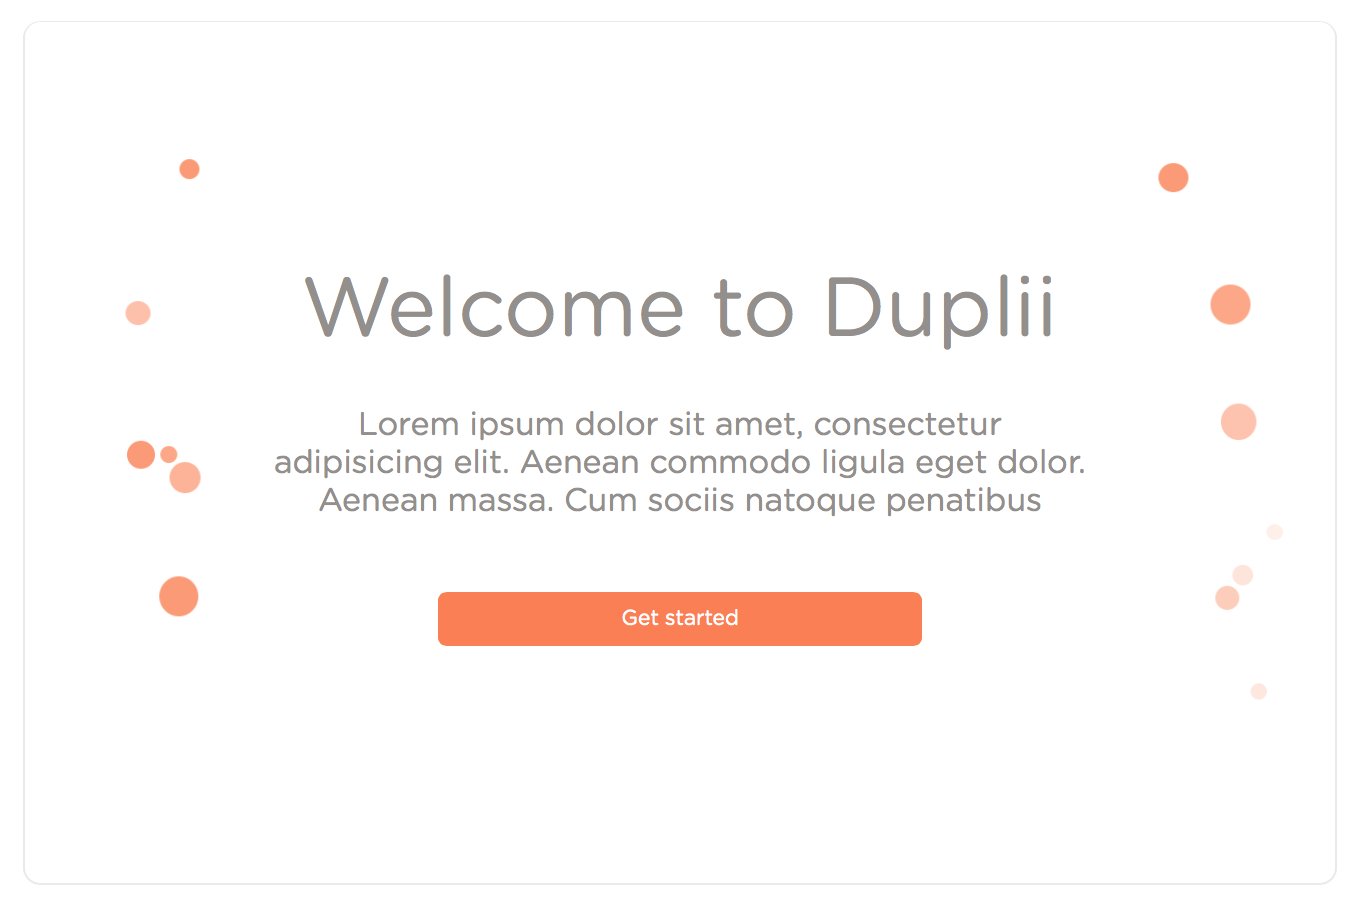 Welcome to Duplii
Lorem ipsum dolor sit amet, consectetur
adipisicing elit. Aenean commodo ligula eget dolor.
Aenean massa. Cum sociis natoque penatibus
Get started